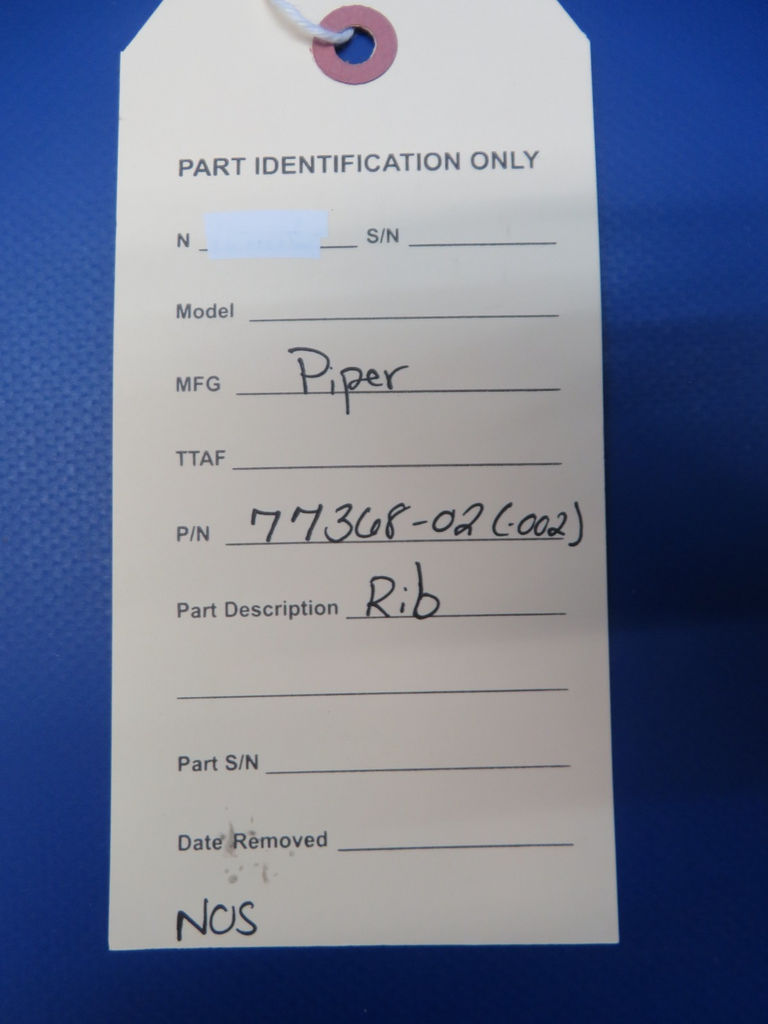 PART IDENTIFICATION ONLY
N S/N
Model
MFG Piper
TTAF
P/N 77368-02 (-002)
Part Description Rib
Part S/N
Date Removed
NOS